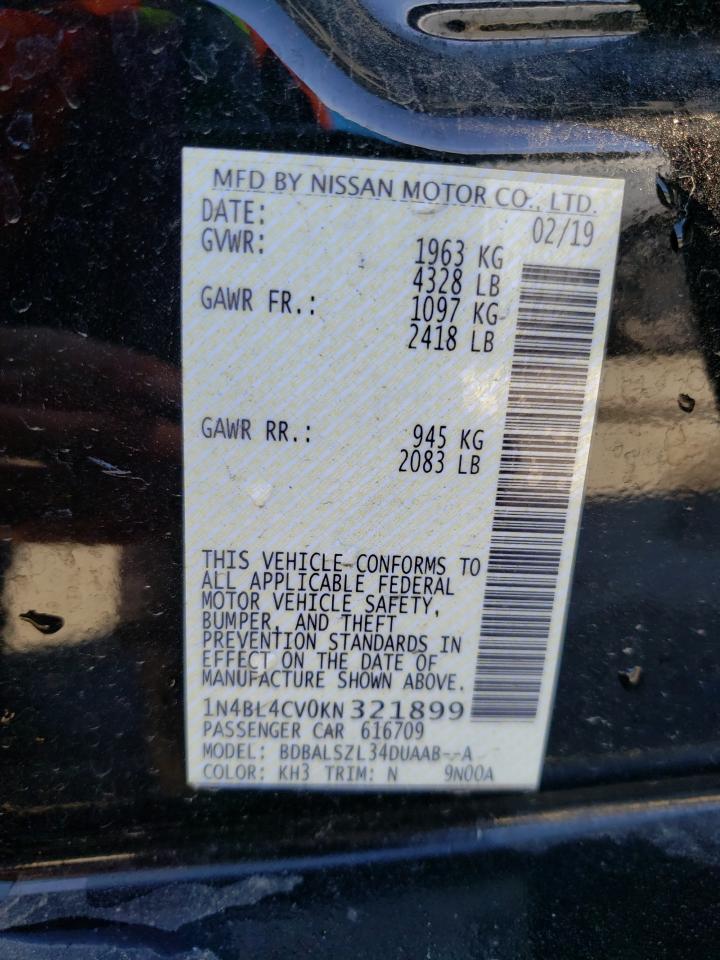 MFD BY NISSAN MOTOR CO., LTD.
DATE: 02/19
GVWR: 1963 KG
4328 LB
GAWR FR.: 1097 KG
2418 LB
GAWR RR.: 945 KG
2083 LB
THIS VEHICLE CONFORMS TO
ALL APPLICABLE FEDERAL
MOTOR VEHICLE SAFETY,
BUMPER, AND THEFT
PREVENTION STANDARDS IN
EFFECT ON THE DATE OF
MANUFACTURE SHOWN ABOVE.
1N4BL4CV0KN321899
PASSENGER CAR 616709
MODEL: BDBALSZL34DUAAB--A
COLOR: KH3 TRIM: N 9N00A